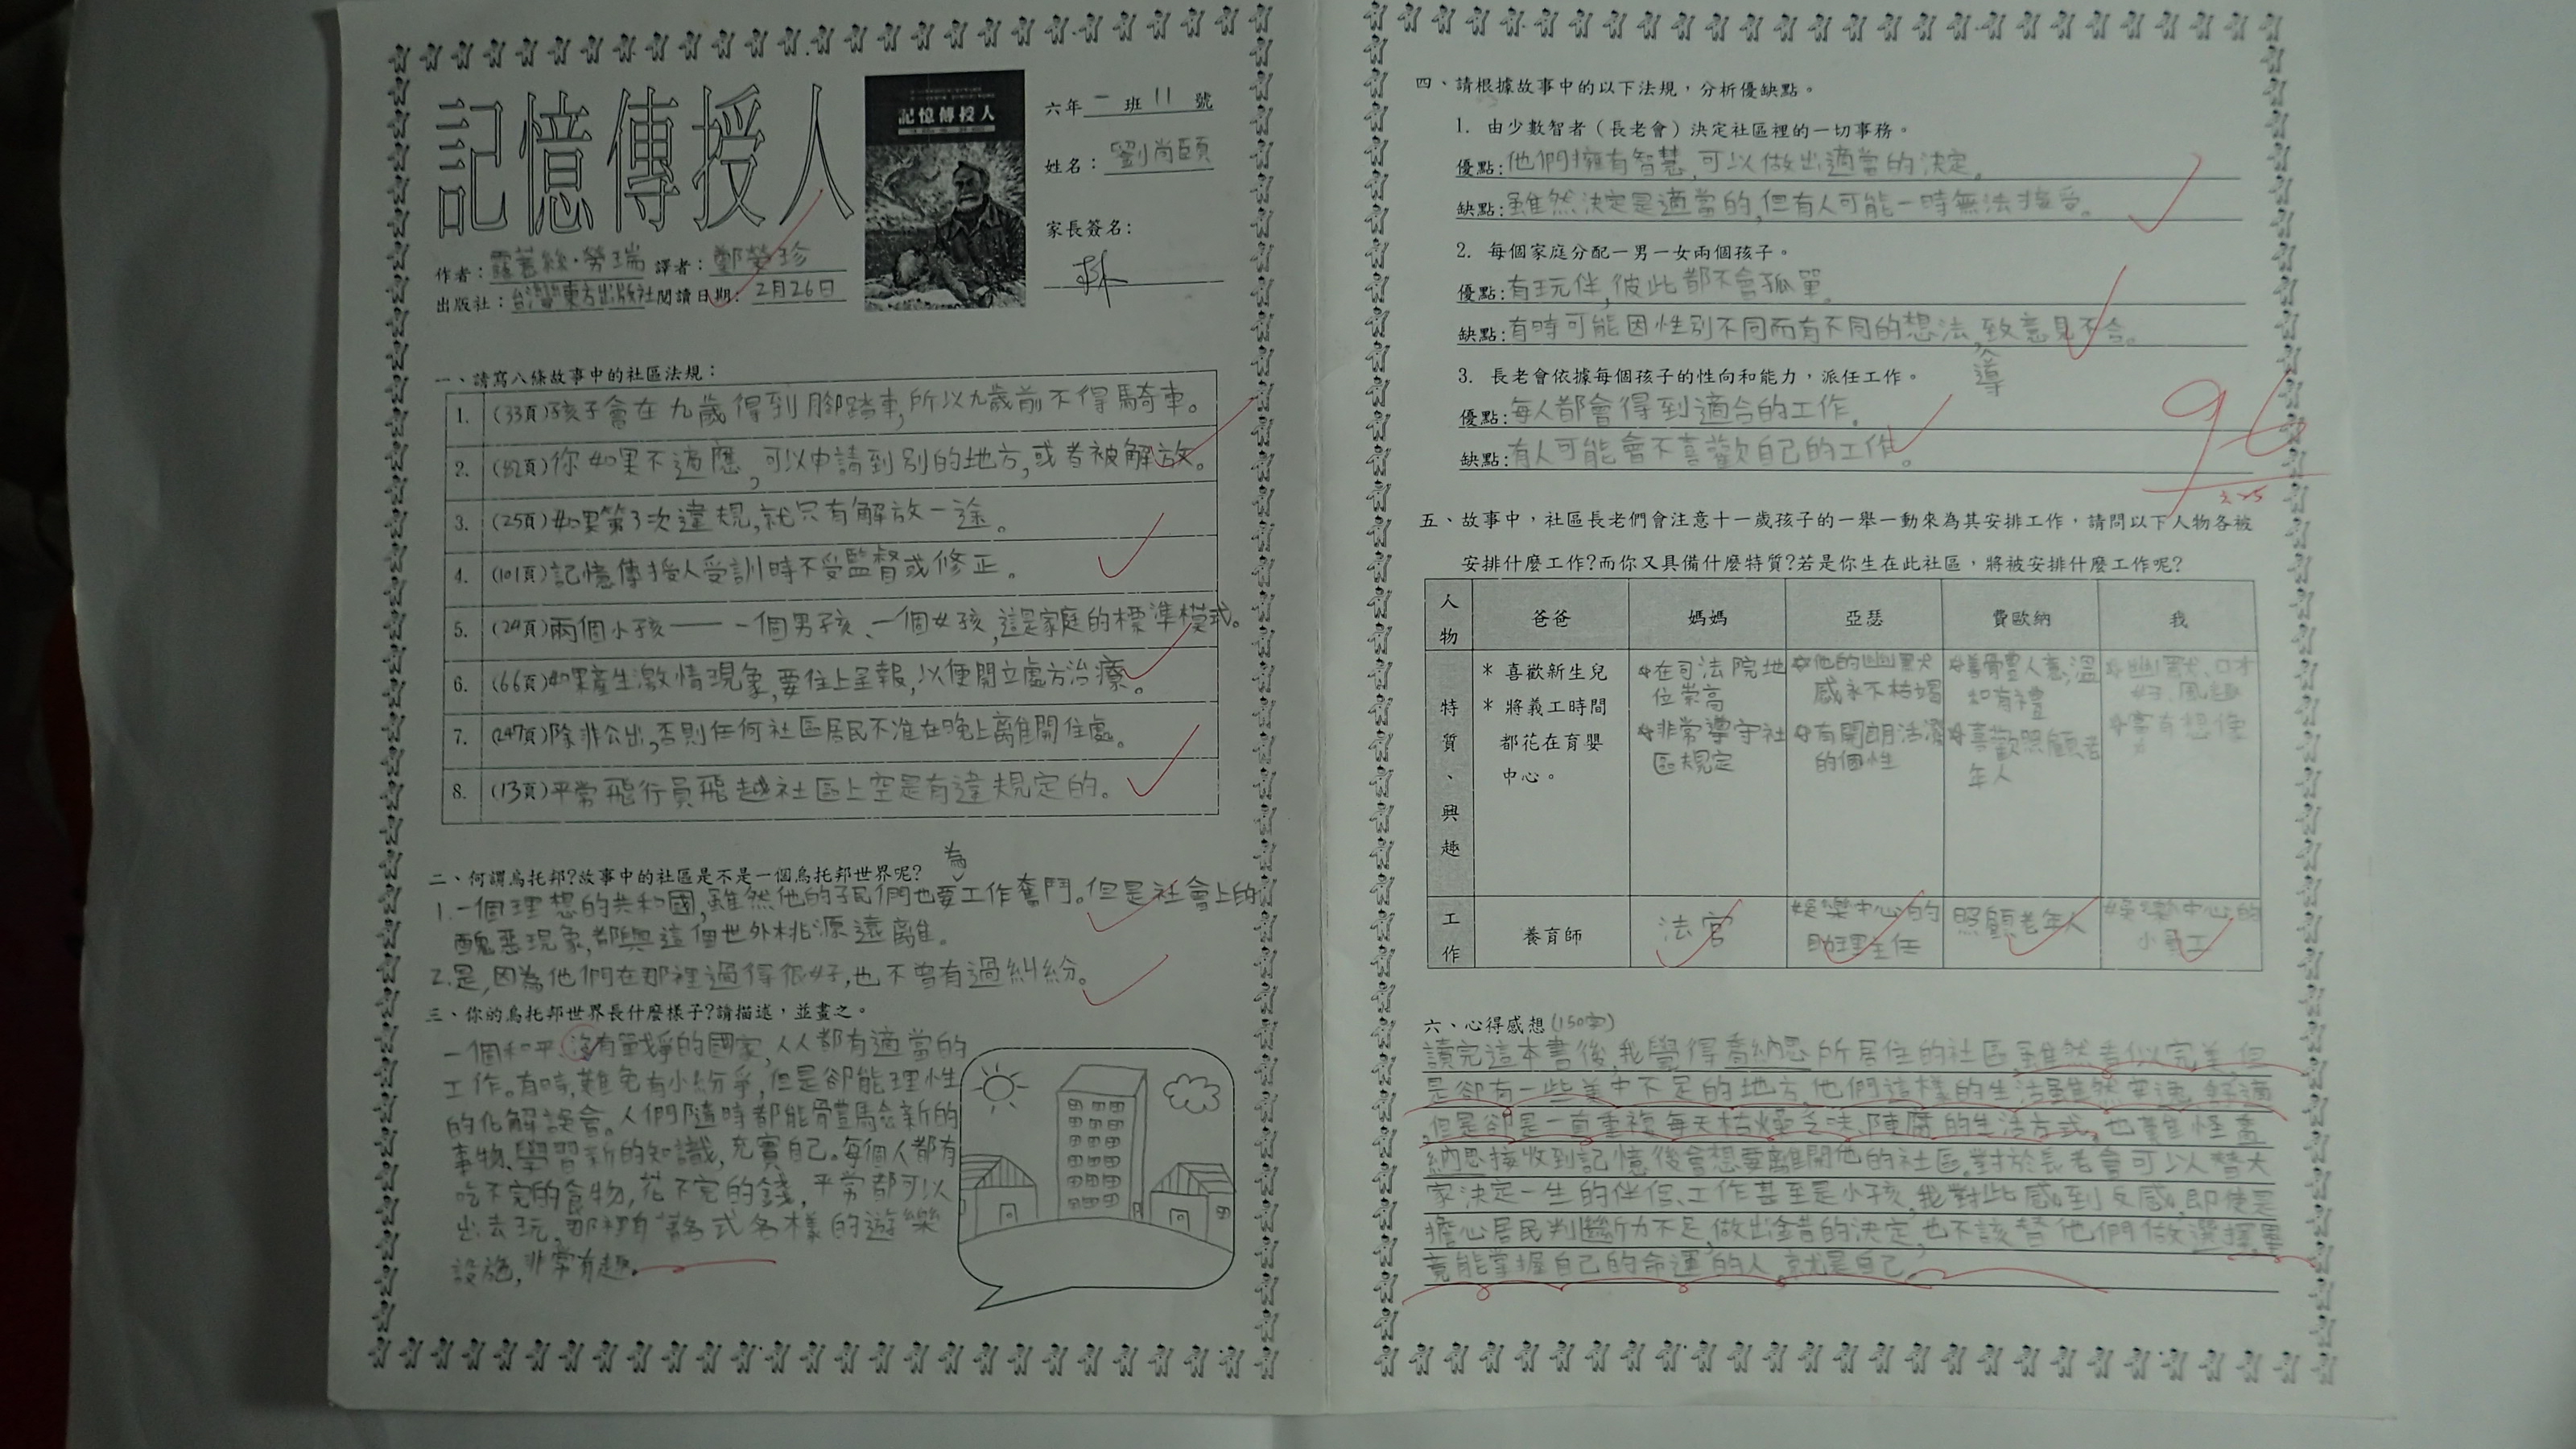 記憶傳授人
記憶傳授人
六年一班11號
姓名：劉尚頤
家長簽名：
作者：露薏絲·勞瑞 譯者：鄭榮珍
出版社：台灣東方出版社 閱讀日期：2月26日
一、請寫八條故事中的社區法規：
1. (33頁)孩子會在九歲得到腳踏車,所以九歲前不得騎車。
2. 你如果不適應,可以申請到別的地方,或者被解放。
3. (25頁)如果第3次違規,就只有解放一途。
4. (101頁)記憶傳授人受訓時不受監督或修正。
5. (24頁)兩個小孩——一個男孩、一個女孩,這是家庭的標準模式。
6. (66頁)如果產生激情現象,要往上呈報,以便開立處方治療。
7. (247頁)除非公出,否則任何社區居民不准在晚上離開住處。
8. (13頁)平常飛行員飛越社區上空是有違規定的。
二、何謂烏托邦?故事中的社區是不是一個烏托邦世界呢?
為
1.一個理想的共和國,雖然他的子民們也要工作奮鬥。但是社會上的
醜惡現象,都與這個世外桃源遠離。
2.是,因為他們在那裡過得很好,也不曾有過糾紛。
三、你的烏托邦世界長什麼樣子?請描述，並畫之。
一個和平、沒有戰爭的國家,人人都有適當的
工作。有時,難免有小紛爭,但是卻能理性
的化解誤會。人們隨時都能體驗新的
事物、學習新的知識,充實自己。每個人都有
吃不完的食物,花不完的錢,平常都可以
出去玩,那裡有各式各樣的遊樂
設施,非常有趣。
四、請根據故事中的以下法規，分析優缺點。
1. 由少數智者（長老會）決定社區裡的一切事務。
優點:他們擁有智慧,可以做出適當的決定。
缺點:雖然決定是適當的,但有人可能一時無法接受。
2. 每個家庭分配一男一女兩個孩子。
優點:有玩伴,彼此都不會孤單。
缺點:有時可能因性別不同而有不同的想法,致意見不合。
導
3. 長老會依據每個孩子的性向和能力，派任工作。
優點:每人都會得到適合的工作。
缺點:有人可能會不喜歡自己的工作。
96
五、故事中，社區長老們會注意十一歲孩子的一舉一動來為其安排工作，請問以下人物各被
安排什麼工作?而你又具備什麼特質?若是你生在此社區，將被安排什麼工作呢?
人物 爸爸 媽媽 亞瑟 費歐納 我
特質、興趣
* 喜歡新生兒
* 將義工時間
都花在育嬰
中心。
*在司法院地
位崇高
*非常遵守社
區規定
*他的幽默
感永不枯竭
*有開朗活潑
的個性
*善體人意,溫
和有禮
*喜歡照顧老
年人
*幽默、口才
好、風趣
*富有想像
力
工作 養育師 法官 娛樂中心的 照顧老年人 娛樂中心的
助理主任 小員工
六、心得感想(150字)
讀完這本書後,我覺得喬納思所居住的社區雖然看似完美,但
是卻有一些美中不足的地方,他們這樣的生活雖然安逸、舒適
,但是卻是一直重複每天枯燥乏味、陳腐的生活方式,也難怪喬
納思接收到記憶後會想要離開他的社區。對於長老會可以替大
家決定一生的伴侶、工作甚至是小孩,我對此感到反感,即使是
擔心居民判斷力不足,做出錯的決定,也不該替他們做選擇,畢
竟能掌握自己的命運的人,就是自己。